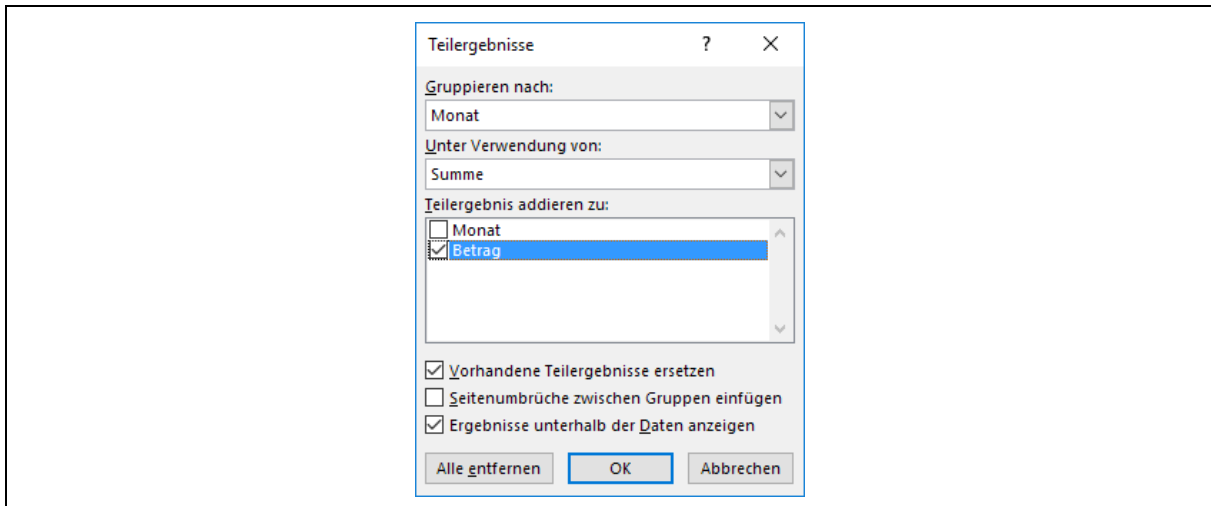 Teilergebnisse ?
Gruppieren nach:
Monat
Unter Verwendung von:
Summe
Teilergebnis addieren zu:
Monat
Betrag
Vorhandene Teilergebnisse ersetzen
Seitenumbrüche zwischen Gruppen einfügen
Ergebnisse unterhalb der Daten anzeigen
Alle entfernen OK Abbrechen